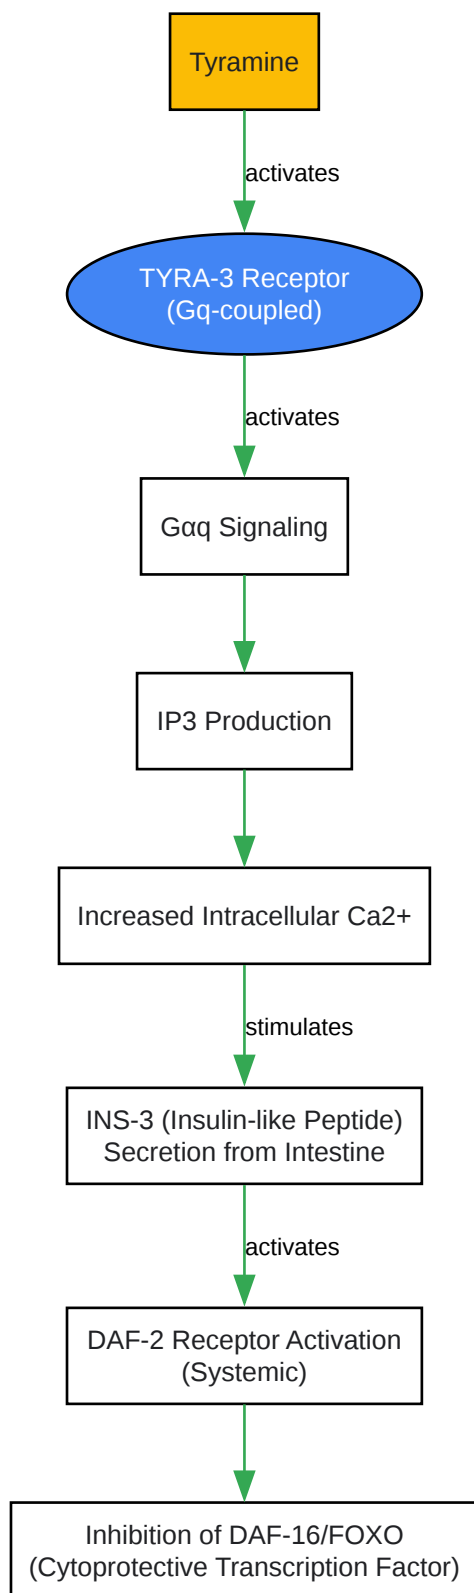 Tyramine
activates
TYRA-3 Receptor
(Gq-coupled)
activates
Gαq Signaling
IP3 Production
Increased Intracellular Ca2+
stimulates
INS-3 (Insulin-like Peptide)
Secretion from Intestine
activates
DAF-2 Receptor Activation
(Systemic)
Inhibition of DAF-16/FOXO
(Cytoprotective Transcription Factor)